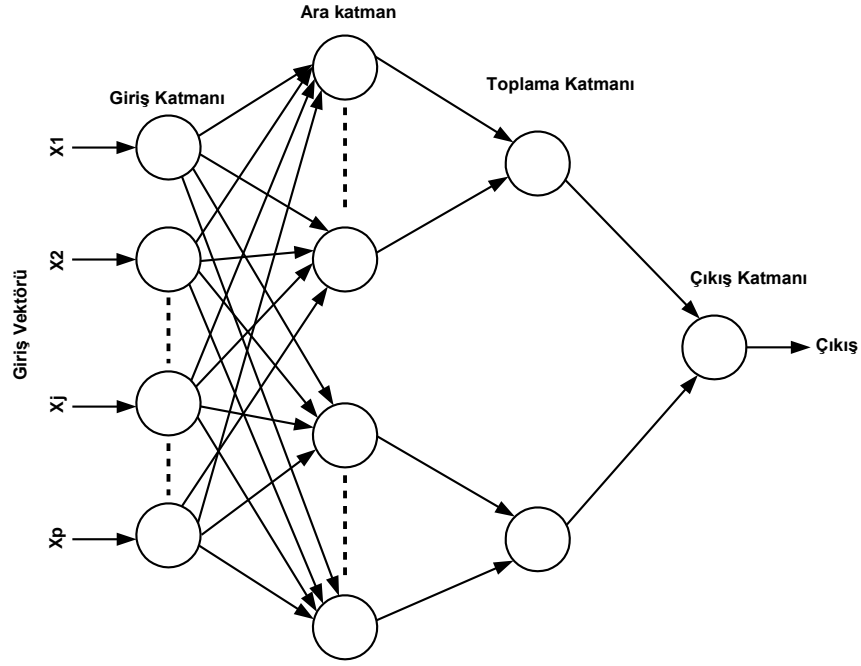 Ara katman
Toplama Katmanı
Giriş Katmanı
X1
X2
Giriş Vektörü
Çıkış Katmanı
Çıkış
Xj
Xp